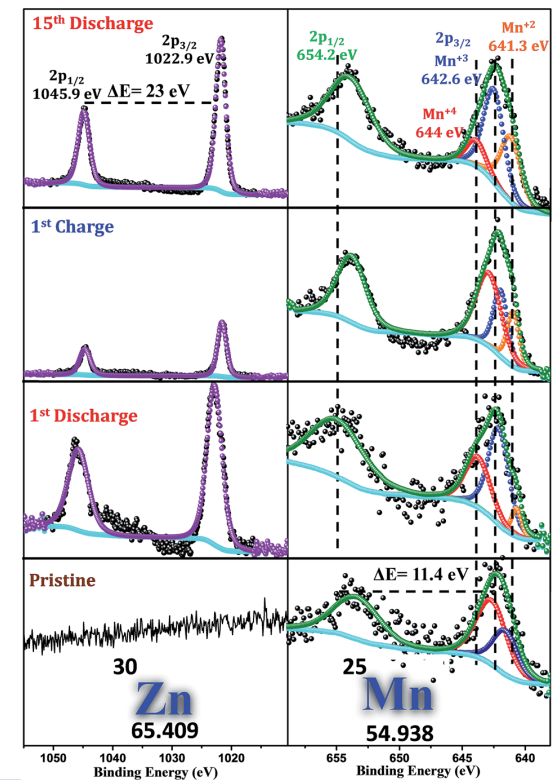 15th Discharge
2p3/2
1022.9 eV
2p1/2
1045.9 eV
ΔE= 23 eV
2p1/2
654.2 eV
2p3/2
Mn+3
642.6 eV
Mn+2
641.3 eV
Mn+4
644 eV
1st Charge
1st Discharge
Pristine
ΔE= 11.4 eV
30
Zn
65.409
25
Mn
54.938
1050 1040 1030 1020
655 650 645 640
Binding Energy (eV)
Binding Energy (eV)